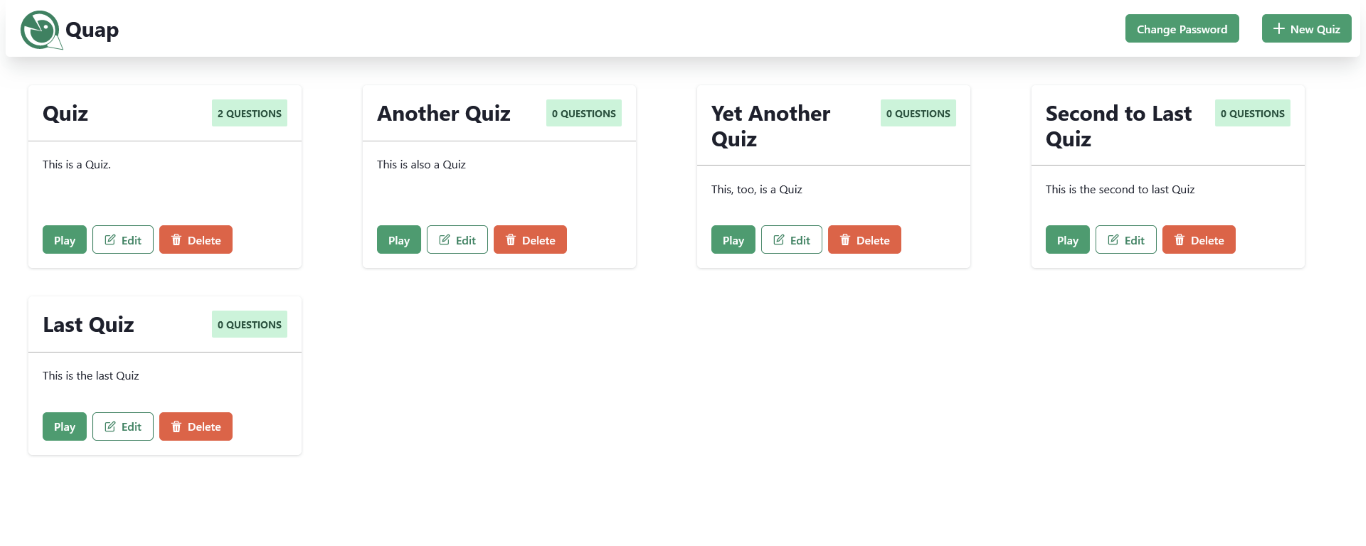 Quap
Change Password
New Quiz
Quiz
2 QUESTIONS
This is a Quiz.
Play
Edit
Delete
Another Quiz
0 QUESTIONS
This is also a Quiz
Play
Edit
Delete
Yet Another
Quiz
0 QUESTIONS
This, too, is a Quiz
Play
Edit
Delete
Second to Last
Quiz
0 QUESTIONS
This is the second to last Quiz
Play
Edit
Delete
Last Quiz
0 QUESTIONS
This is the last Quiz
Play
Edit
Delete